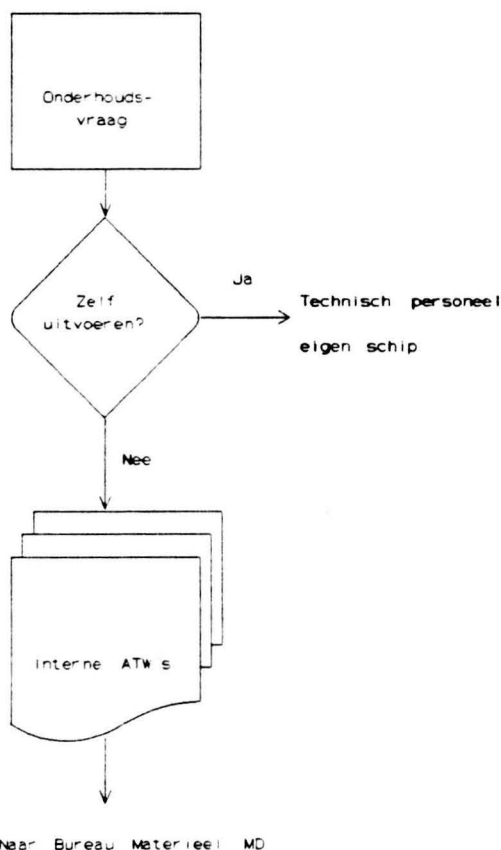 Onderhouds-
vraag
Zelf
uitvoeren?
Ja
Technisch personeel
eigen schip
Nee
Interne ATW s
Naar Bureau Materieel MD